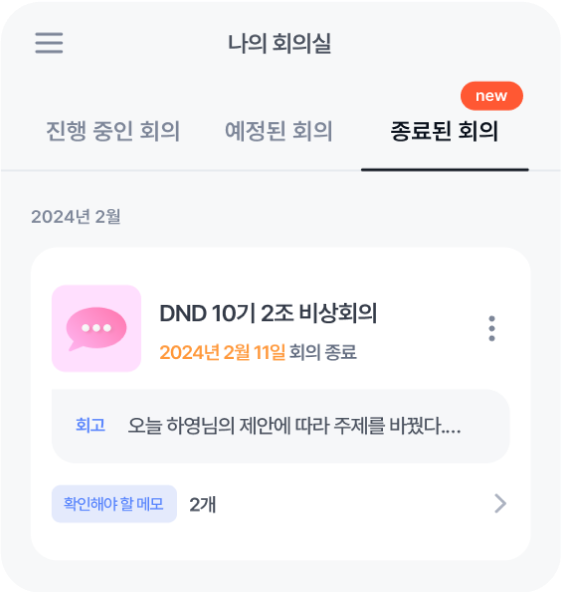 나의 회의실
new
진행 중인 회의 예정된 회의 종료된 회의
2024년 2월
DND 10기 2조 비상회의
2024년 2월 11일 회의 종료
회고 오늘 하영님의 제안에 따라 주제를 바꿨다....
확인해야 할 메모 2개